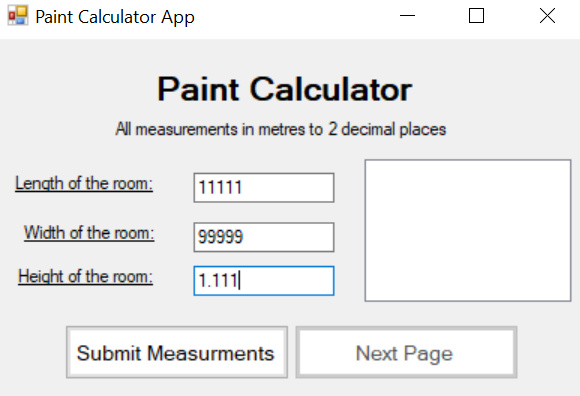 Paint Calculator App
Paint Calculator
All measurements in metres to 2 decimal places
Length of the room: 11111
Width of the room: 99999
Height of the room: 1.111
Submit Measurments Next Page